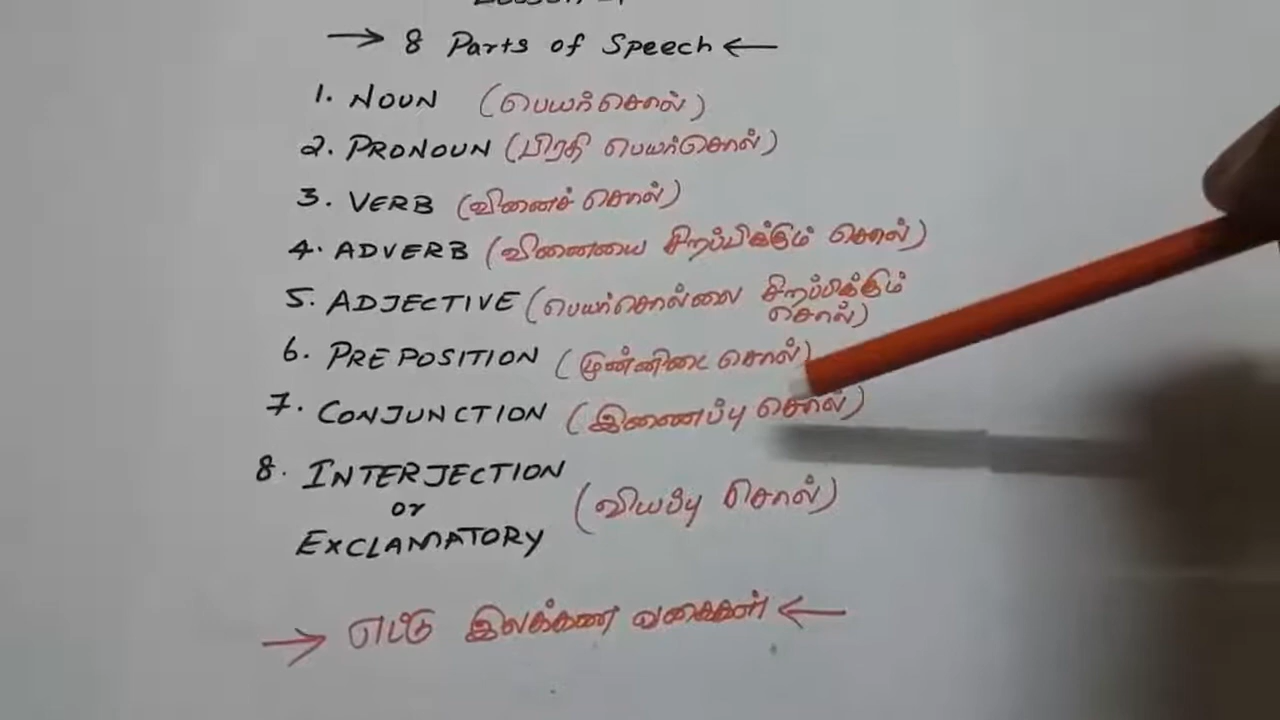 → 8 Parts of Speech ←
1. NOUN (பெயர்சொல்)
2. PRONOUN (பிரதி பெயர்சொல்)
3. VERB (வினைச் சொல்)
4. ADVERB (வினையை சிறப்பிக்கும் சொல்)
5. ADJECTIVE (பெயர்சொல்லை சிறப்பிக்கும்
சொல்)
6. PREPOSITION (முன்னிடை சொல்)
7. CONJUNCTION (இணைப்பு சொல்)
8. INTERJECTION
or
EXCLAMATORY (வியப்பு சொல்)
→ எட்டு இலக்கண வகைகள் ←